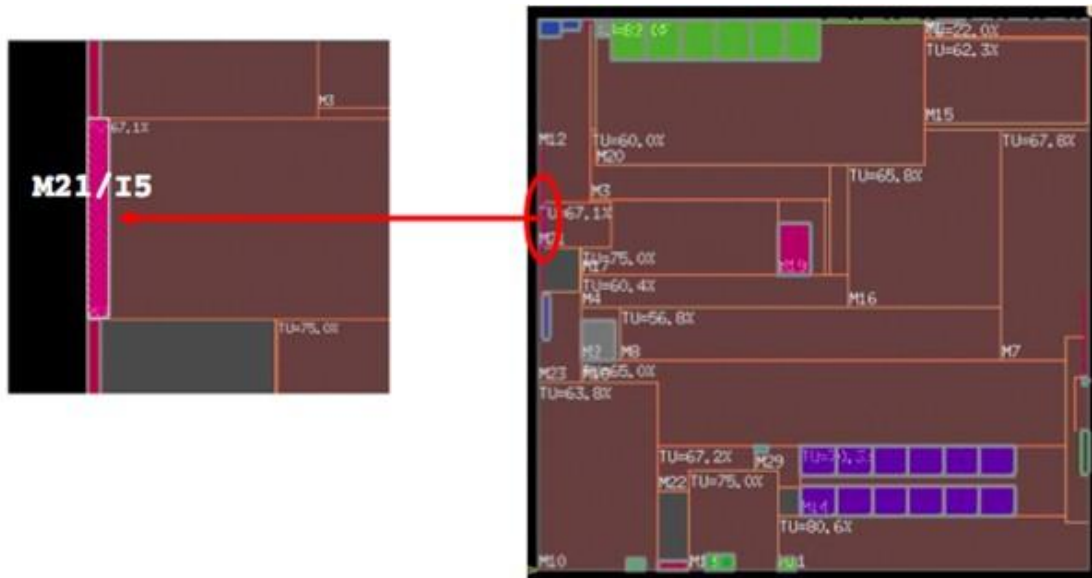 M3
67.1%
M21/I5
TU=75.0%
TU=22.0%
TU=62.3%
M15
M12
TU=60.0%
M20
TU=67.8%
TU=65.8%
M3
TU=67.1%
TU=75.0%
M17
M19
TU=60.4%
M4
M16
TU=56.8%
M2
M8
M7
M23
TU=65.0%
TU=63.8%
TU=67.2%
M29
M22
TU=75.0%
M14
TU=80.6%
M10